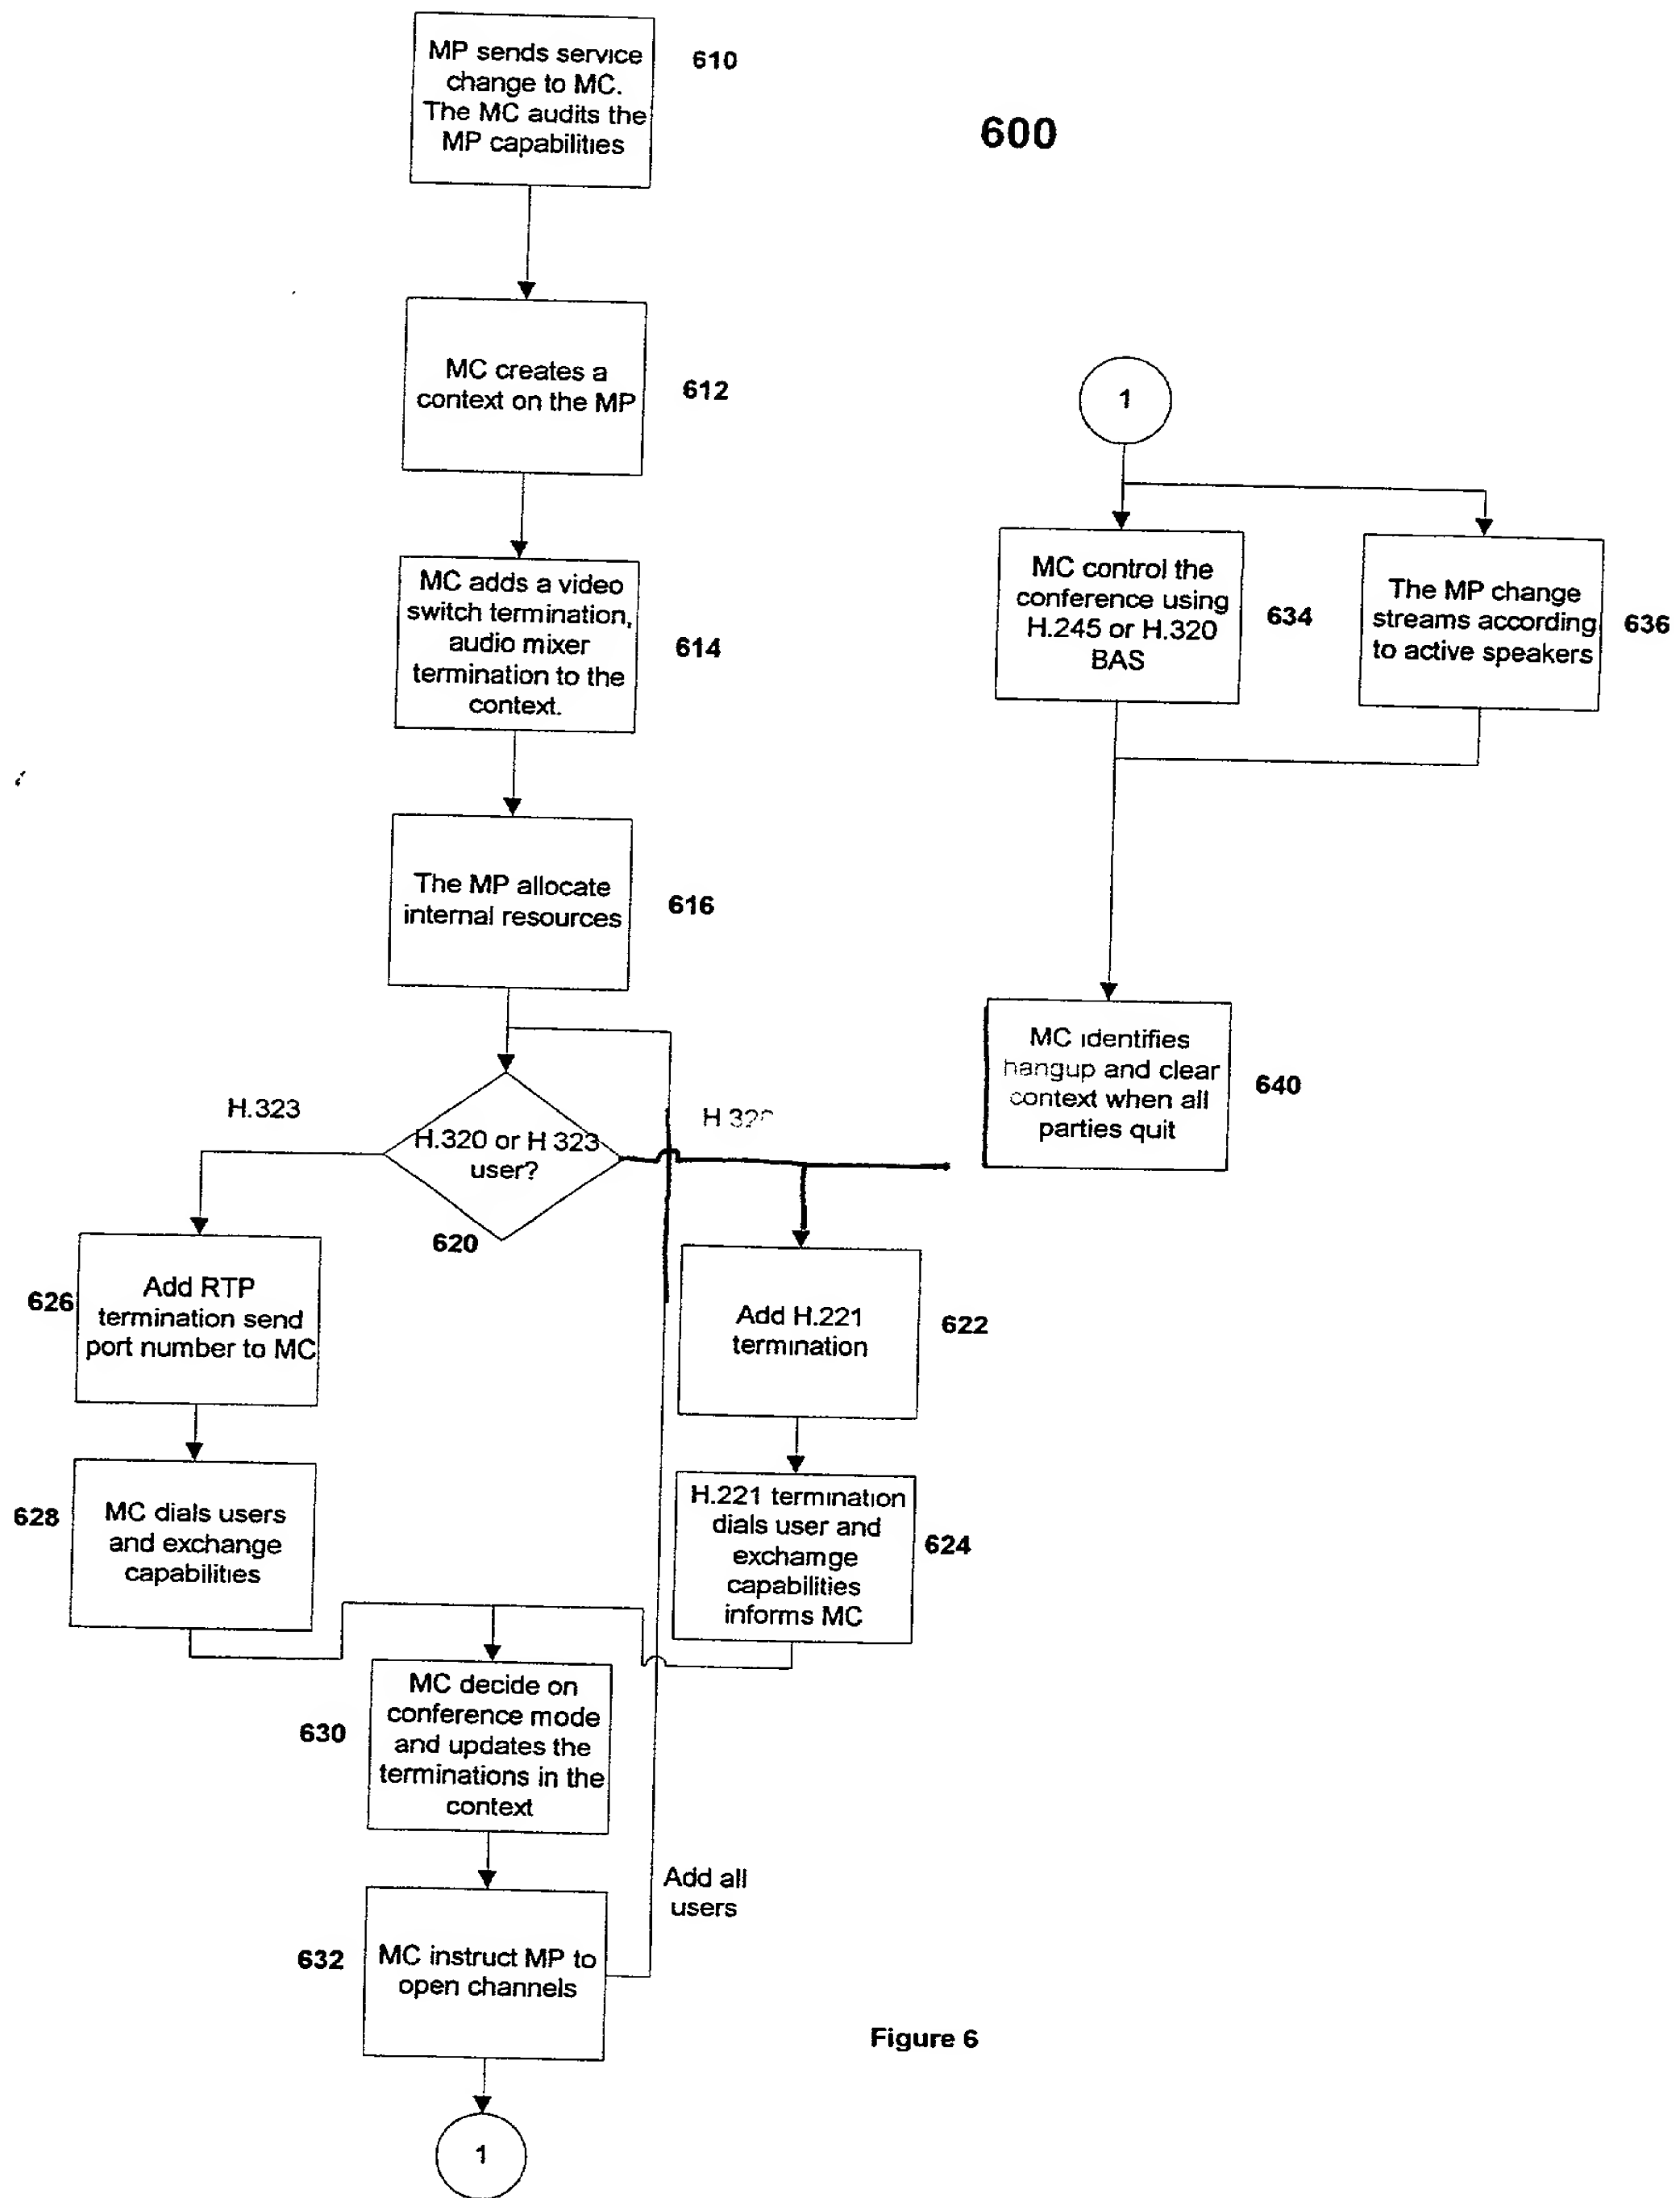 MP sends service
change to MC.
The MC audits the
MP capabilities
610
600
MC creates a
context on the MP
612
MC adds a video
switch termination,
audio mixer
termination to the
context.
614
The MP allocate
internal resources
616
H.320 or H 323
user?
620
H.323
Add RTP
termination send
port number to MC
626
MC dials users
and exchange
capabilities
628
Add H.221
termination
622
H.221 termination
dials user and
exchamge
capabilities
informs MC
624
MC decide on
conference mode
and updates the
terminations in the
context
630
MC instruct MP to
open channels
632
Add all
users
1
1
MC control the
conference using
H.245 or H.320
BAS
634
The MP change
streams according
to active speakers
636
MC identifies
hangup and clear
context when all
parties quit
640
Figure 6